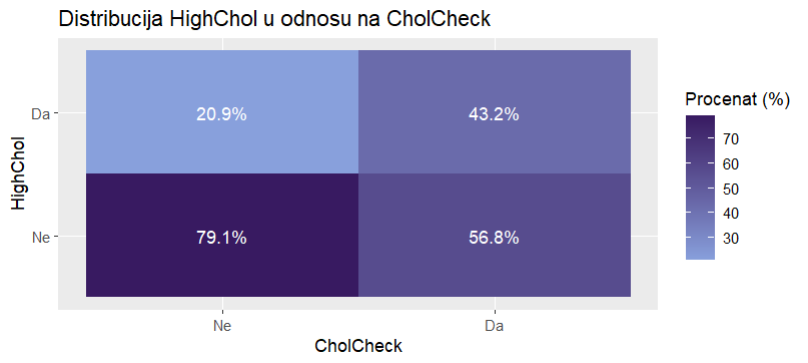 Distribucija HighChol u odnosu na CholCheck
HighChol
Da
20.9%
43.2%
Ne
79.1%
56.8%
Ne
Da
CholCheck
Procenat (%)
70
60
50
40
30